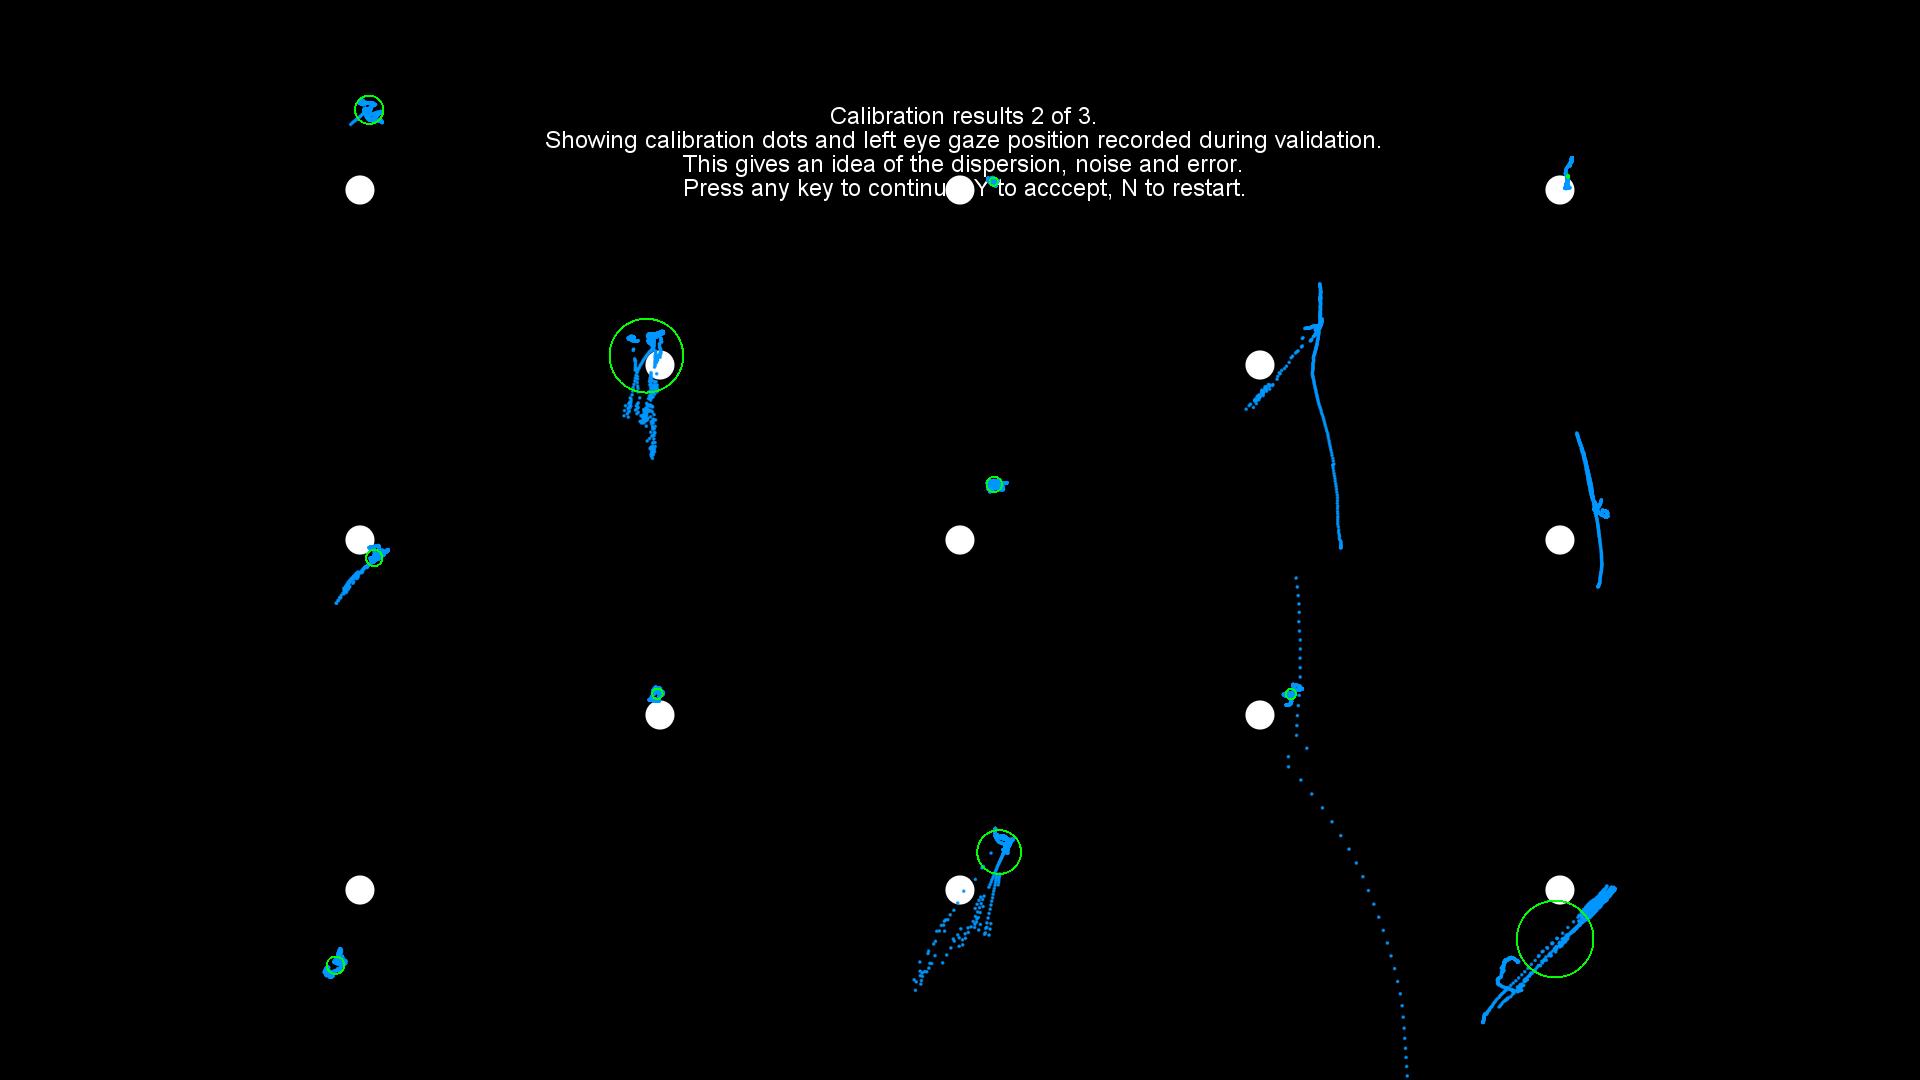 Calibration results 2 of 3.
Showing calibration dots and left eye gaze position recorded during validation.
This gives an idea of the dispersion, noise and error.
Press any key to continu Y to acccept, N to restart.